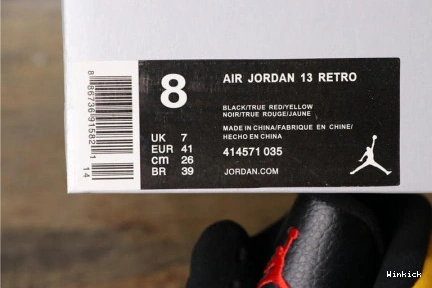 8
AIR JORDAN 13 RETRO
BLACK/TRUE RED/YELLOW
NOIR/TRUE ROUGE/JAUNE
MADE IN CHINA/FABRIQUE EN CHINE/
HECHO EN CHINA
UK 7
EUR 41
cm 26
BR 39
414571 035
JORDAN.COM
14
Winkick